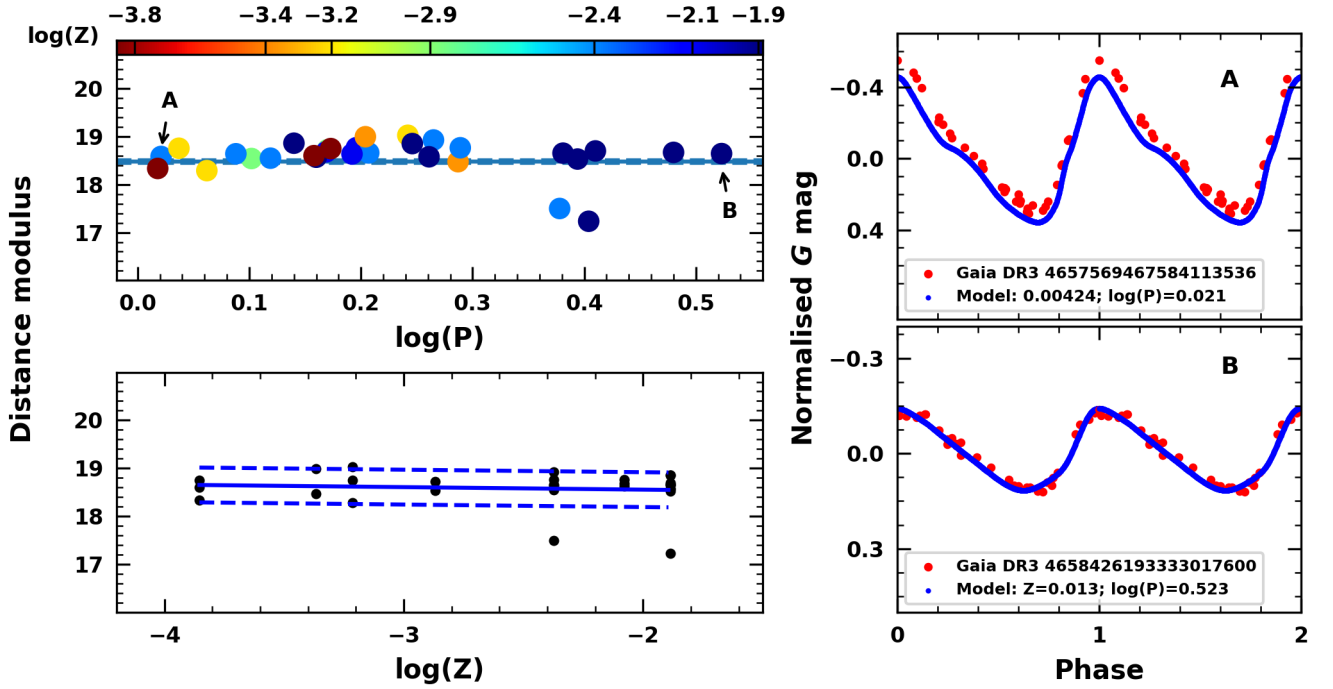 −3.8 −3.4 −3.2 −2.9 −2.4 −2.1 −1.9
log(Z)
20
19
18
17
A
B
0.0 0.1 0.2 0.3 0.4 0.5
log(P)
Distance modulus
20
19
18
17
−4 −3 −2
log(Z)
Normalised G mag
−0.4
0.0
0.4
A
Gaia DR3 4657569467584113536
Model: 0.00424; log(P)=0.021
−0.3
0.0
0.3
B
Gaia DR3 4658426193333017600
Model: Z=0.013; log(P)=0.523
0 1 2
Phase